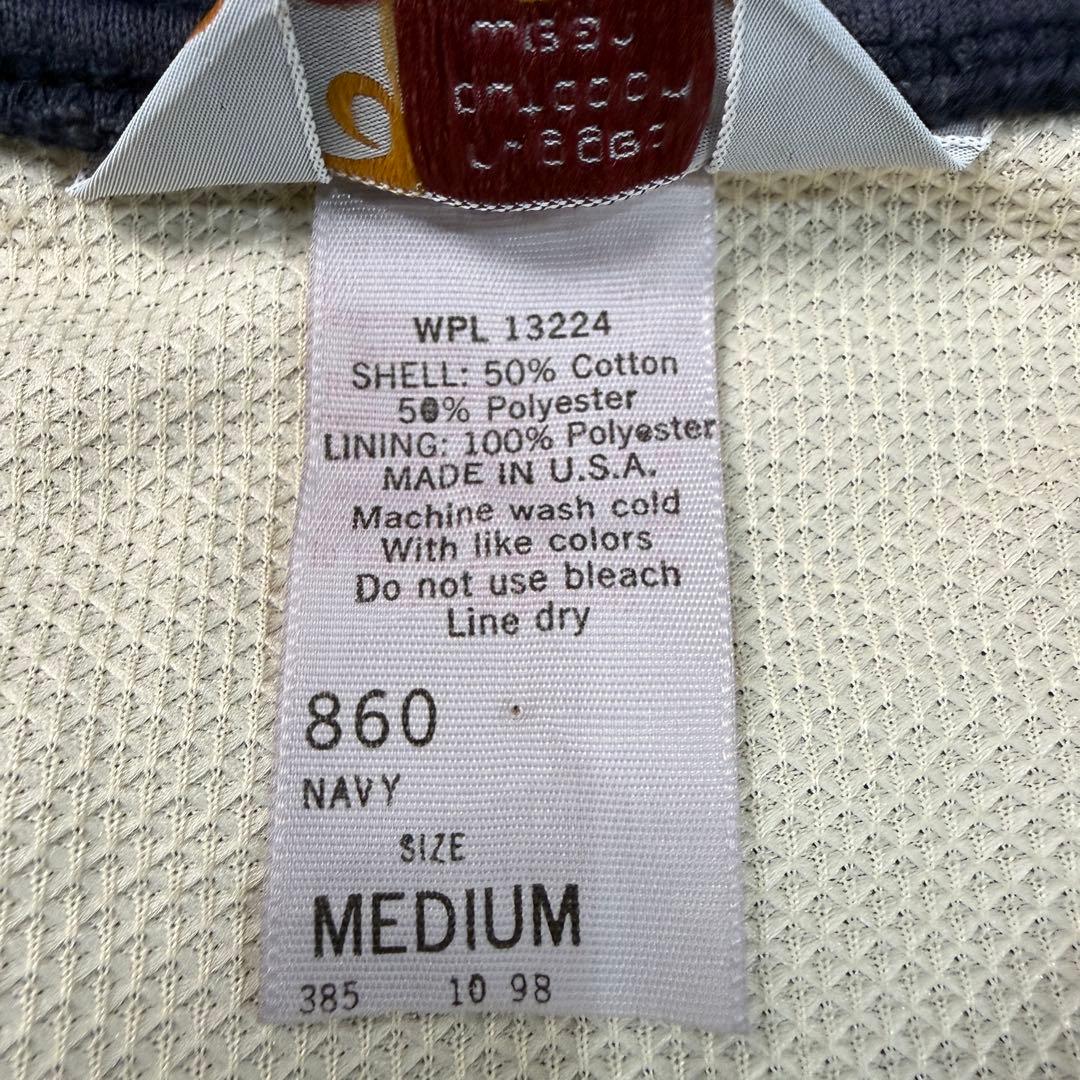 WPL 13224
SHELL: 50% Cotton
50% Polyester
LINING: 100% Polyester
MADE IN U.S.A.
Machine wash cold
With like colors
Do not use bleach
Line dry
860
NAVY
SIZE
MEDIUM
385 10 98